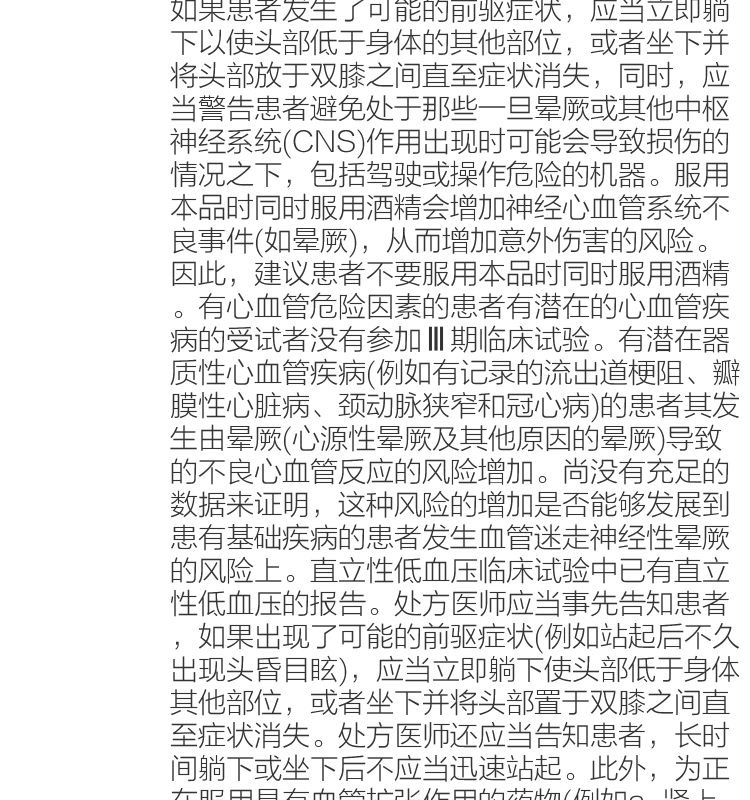 如果患者发生了可能的前驱症状，应当立即躺
下以使头部低于身体的其他部位，或者坐下并
将头部放于双膝之间直至症状消失，同时，应
当警告患者避免处于那些一旦晕厥或其他中枢
神经系统(CNS)作用出现时可能会导致损伤的
情况之下，包括驾驶或操作危险的机器。服用
本品时同时服用酒精会增加神经心血管系统不
良事件(如晕厥)，从而增加意外伤害的风险。
因此，建议患者不要服用本品时同时服用酒精
。有心血管危险因素的患者有潜在的心血管疾
病的受试者没有参加Ⅲ期临床试验。有潜在器
质性心血管疾病(例如有记录的流出道梗阻、瓣
膜性心脏病、颈动脉狭窄和冠心病)的患者其发
生由晕厥(心源性晕厥及其他原因的晕厥)导致
的不良心血管反应的风险增加。尚没有充足的
数据来证明，这种风险的增加是否能够发展到
患有基础疾病的患者发生血管迷走神经性晕厥
的风险上。直立性低血压临床试验中已有直立
性低血压的报告。处方医师应当事先告知患者
，如果出现了可能的前驱症状(例如站起后不久
出现头昏目眩)，应当立即躺下使头部低于身体
其他部位，或者坐下并将头部置于双膝之间直
至症状消失。处方医师还应当告知患者，长时
间躺下或坐下后不应当迅速站起。此外，为正
在服用具有血管扩张作用的药物(例如α-肾上